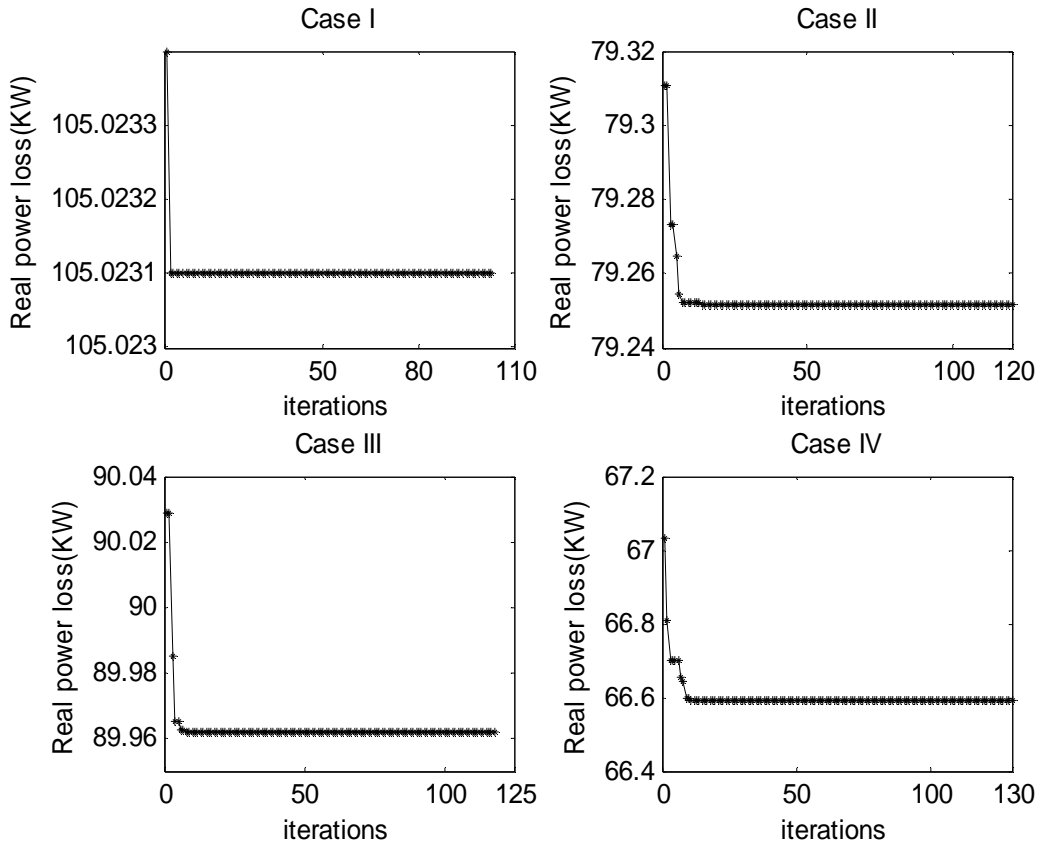 Case I
Real power loss(KW)
105.0233
105.0232
105.0231
105.023
0 50 80 110
iterations
Case II
Real power loss(KW)
79.32
79.3
79.28
79.26
79.24
0 50 100 120
iterations
Case III
Real power loss(KW)
90.04
90.02
90
89.98
89.96
0 50 100 125
iterations
Case IV
Real power loss(KW)
67.2
67
66.8
66.6
66.4
0 50 100 130
iterations